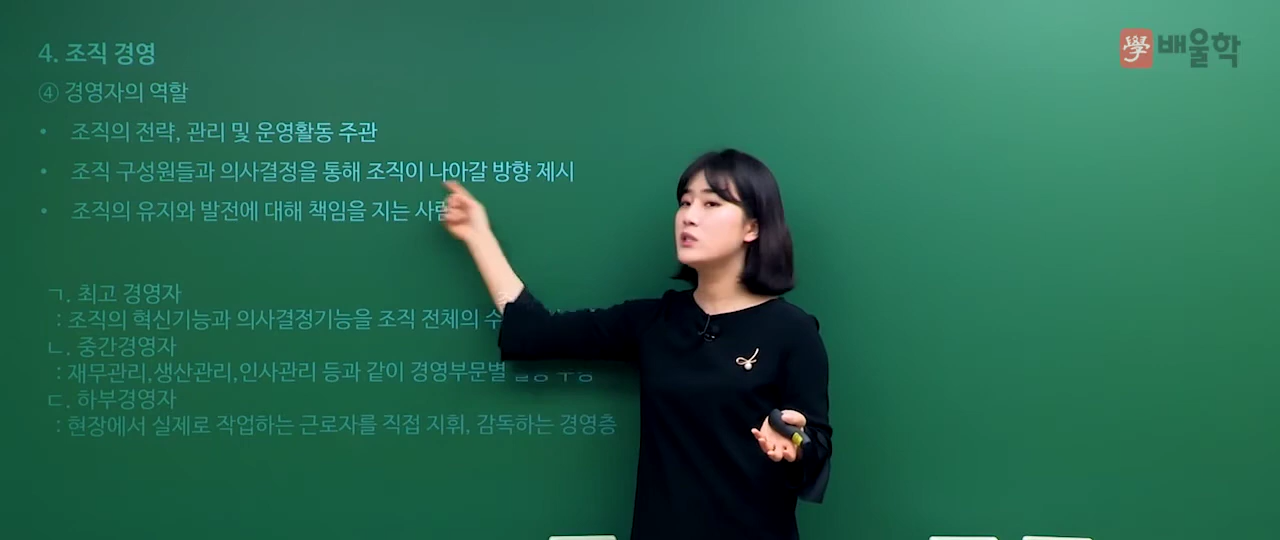 學 배울학
4. 조직 경영
④ 경영자의 역할
• 조직의 전략, 관리 및 운영활동 주관
• 조직 구성원들과 의사결정을 통해 조직이 나아갈 방향 제시
• 조직의 유지와 발전에 대해 책임을 지는 사람
ㄱ. 최고 경영자
: 조직의 혁신기능과 의사결정기능을 조직 전체의
ㄴ. 중간경영자
: 재무관리,생산관리,인사관리 등과 같이 경영부문별
ㄷ. 하부경영자
: 현장에서 실제로 작업하는 근로자를 직접 지휘, 감독하는 경영층